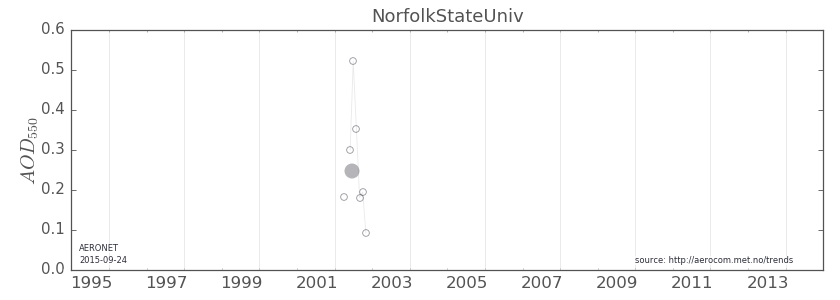 NorfolkStateUniv
0.6
0.5
0.4
0.3
0.2
0.1
0.0
AOD550
AERONET
2015-09-24
source: http://aerocom.met.no/trends
1995 1997 1999 2001 2003 2005 2007 2009 2011 2013